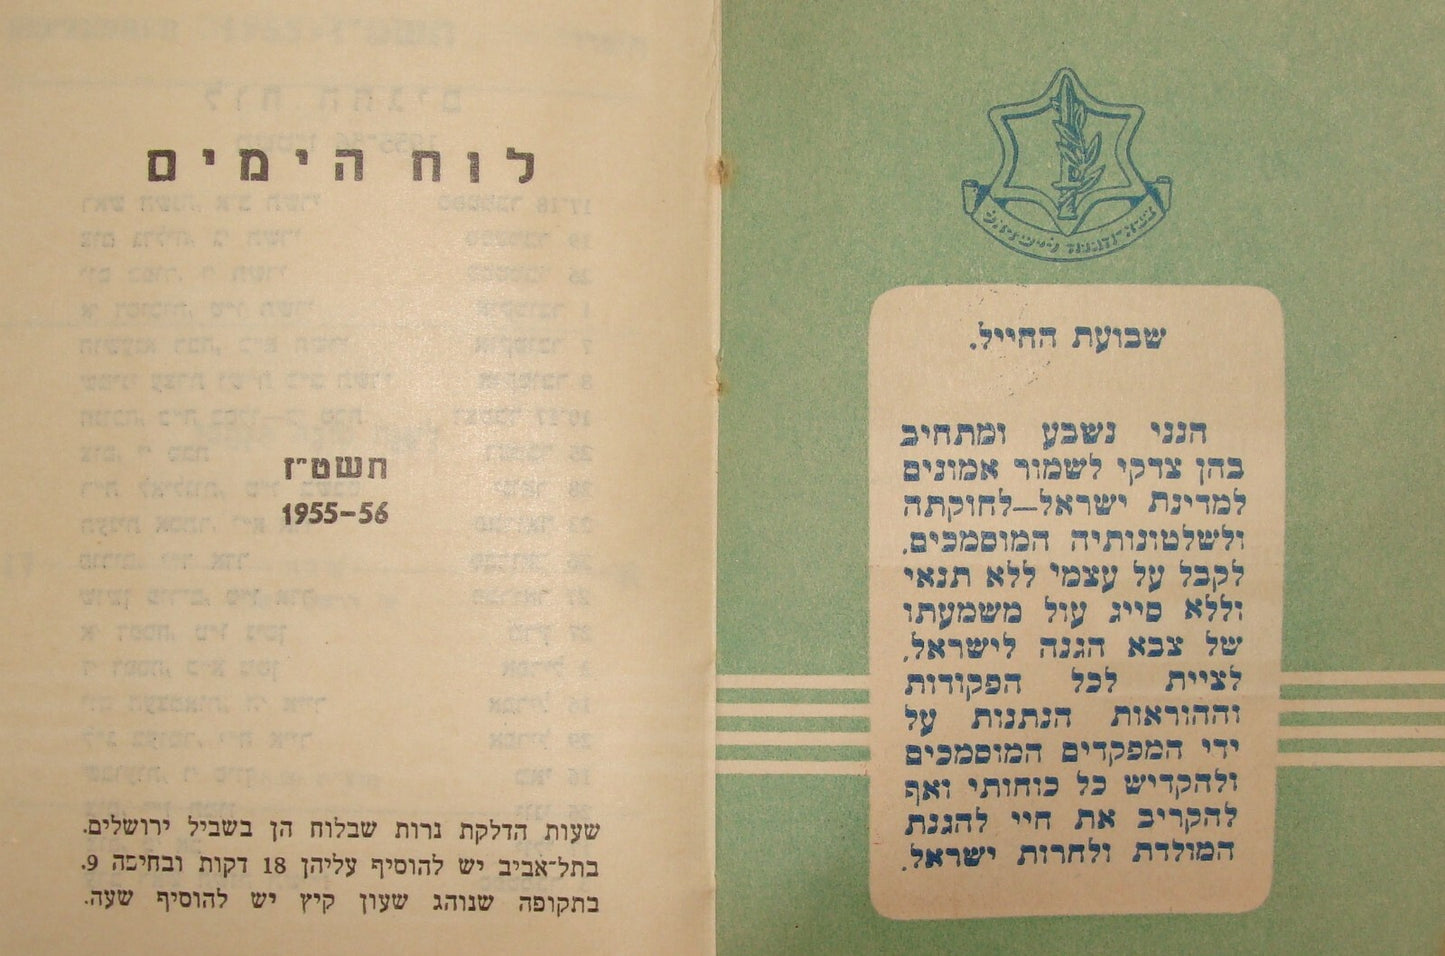 צבא הגנה לישראל
שבועת החייל.
הנני נשבע ומתחיב
בהן צדקי לשמור אמונים
למדינת ישראל—לחוקתה
ולשלטונותיה המוסמכים,
לקבל על עצמי ללא תנאי
וללא סייג עול משמעתו
של צבא הגנה לישראל,
לציית לכל הפקודות
וההוראות הנתנות על
ידי המפקדים המוסמכים
ולהקדיש כל כוחותי ואף
להקריב את חיי להגנת
המולדת ולחרות ישראל.
לוח הימים
תשט״ז
1955-56
שעות הדלקת נרות שבלוח הן בשביל ירושלים.
בתל־אביב יש להוסיף עליהן 18 דקות ובחיפה 9.
בתקופה שנוהג שעון קיץ יש להוסיף שעה.